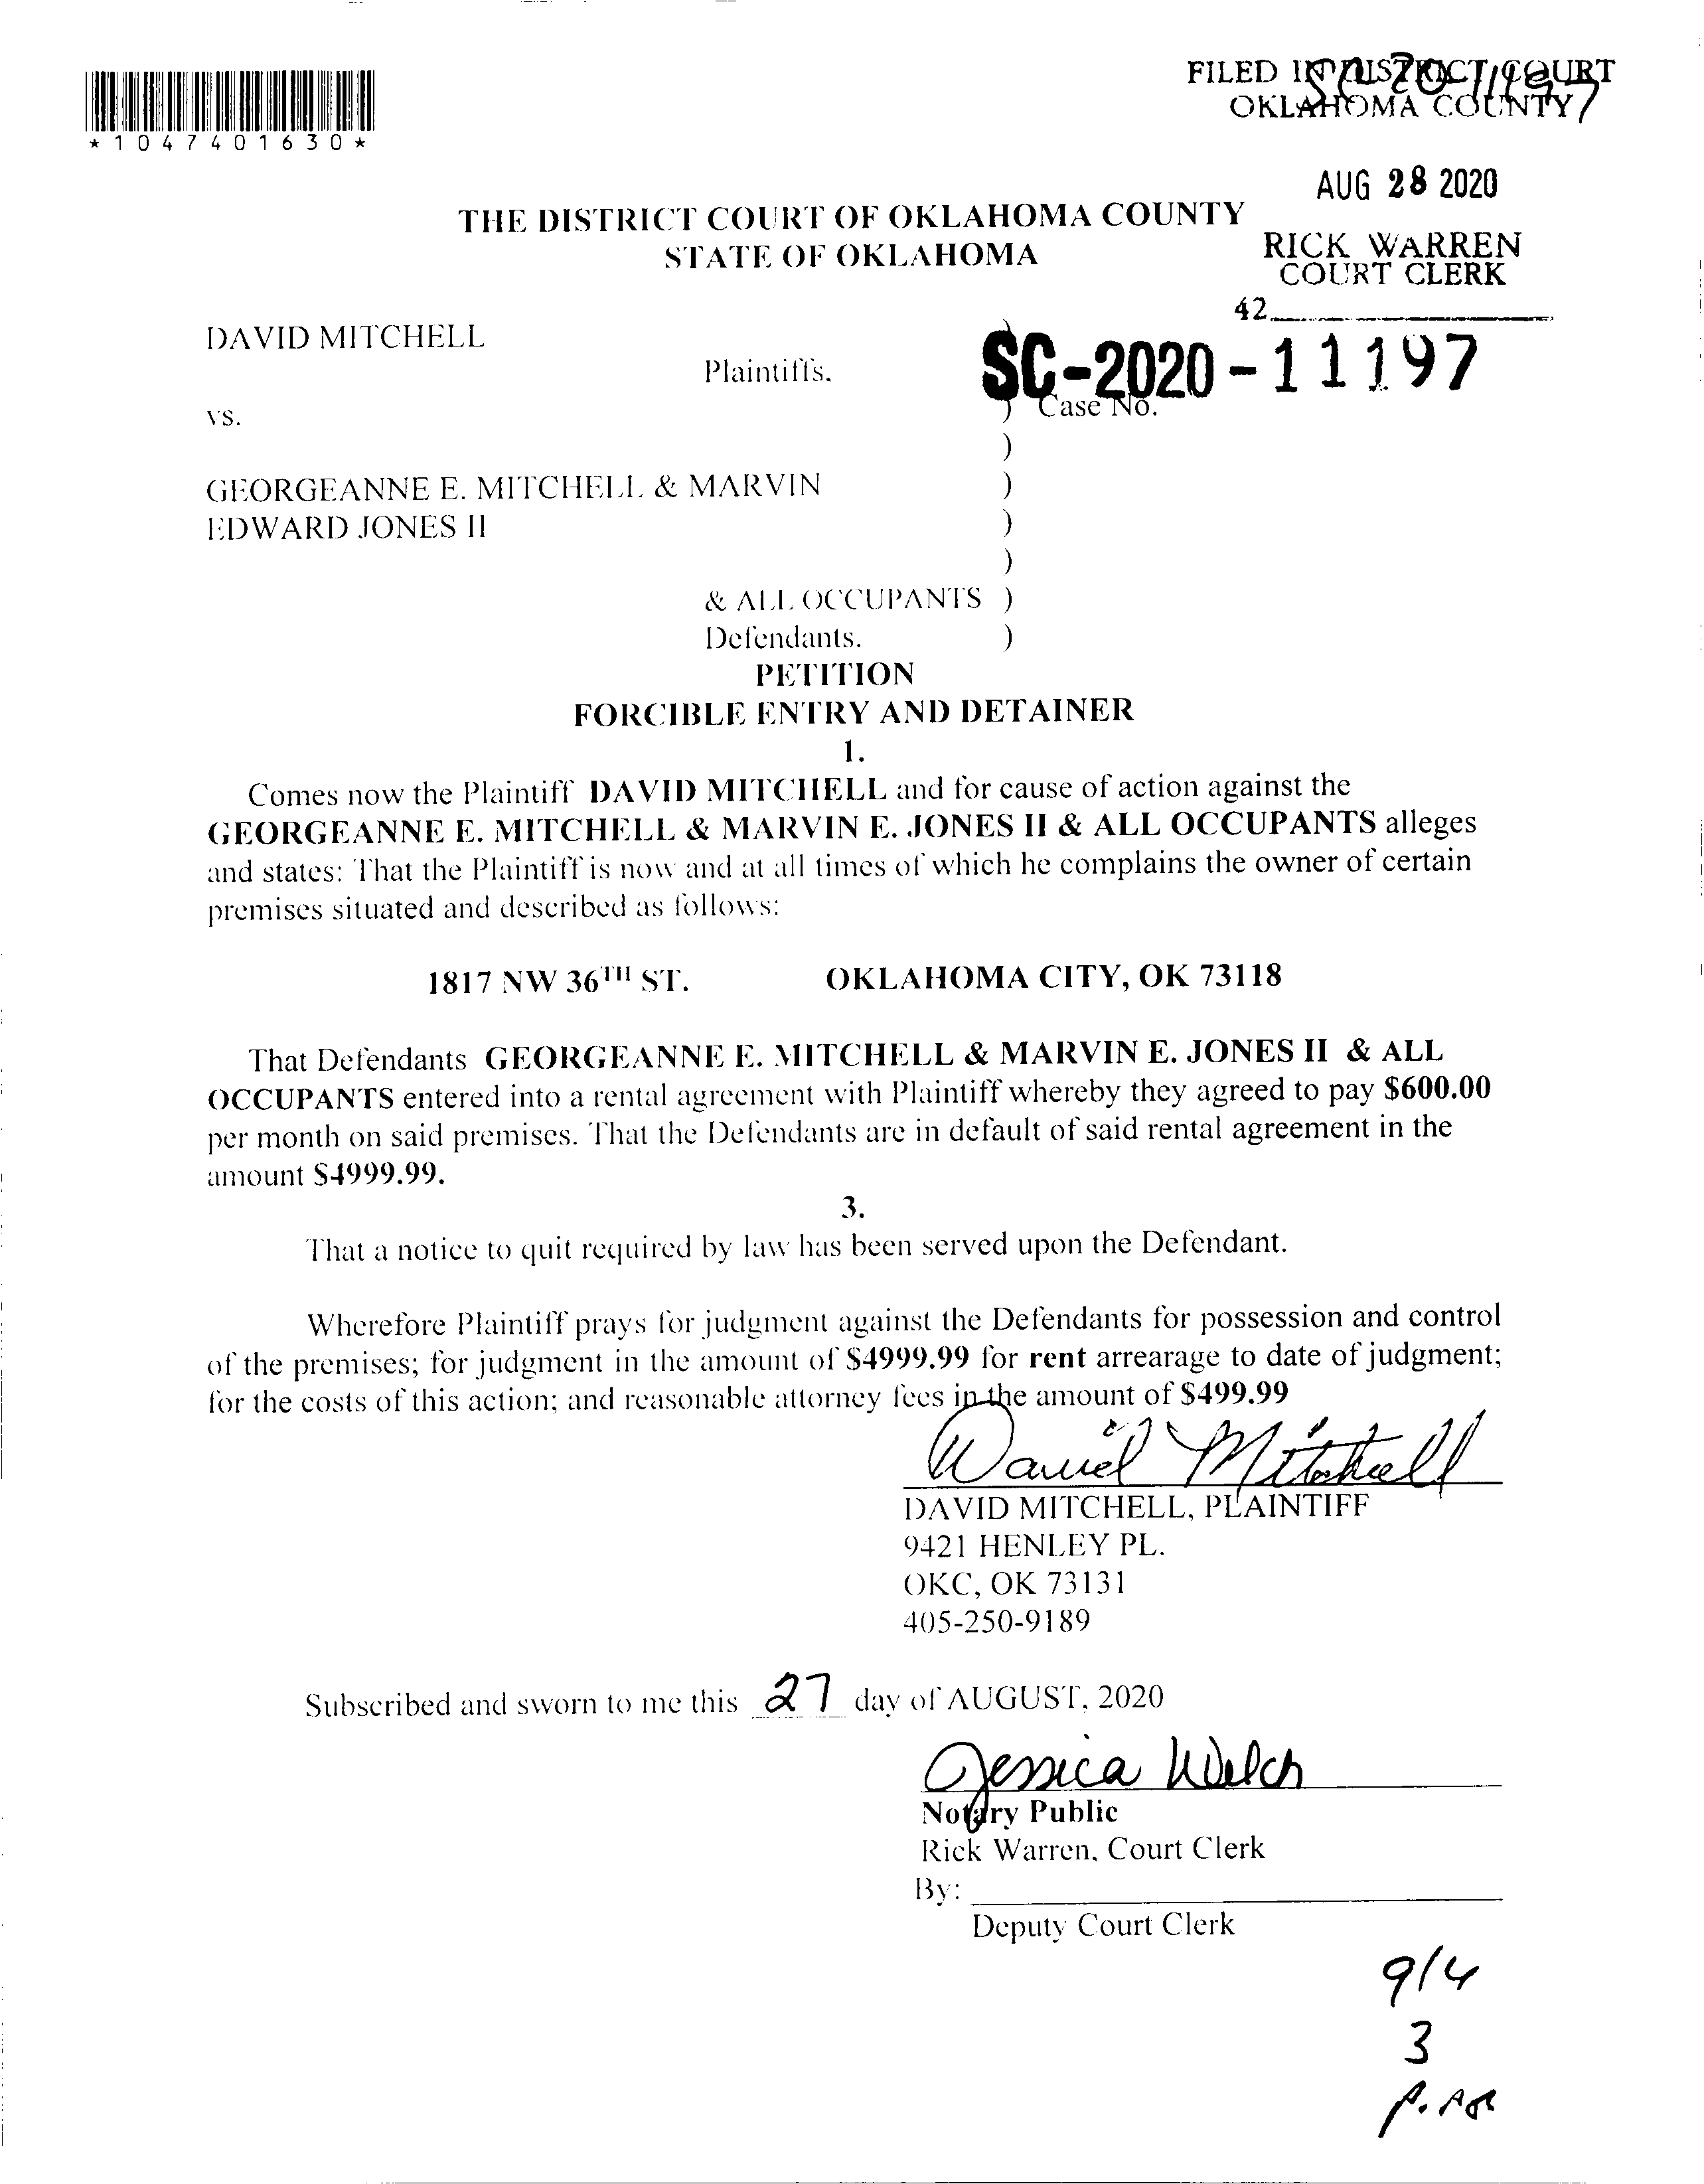 FILED IN DISTRICT COURT
OKLAHOMA COUNTY
*1047401630*
AUG 28 2020
THE DISTRICT COURT OF OKLAHOMA COUNTY
STATE OF OKLAHOMA
RICK WARREN
COURT CLERK
42
DAVID MITCHELL
Plaintiffs,
SC-2020-11197
) Case No.
vs.
)
GEORGEANNE E. MITCHELL & MARVIN )
EDWARD JONES II )
)
& ALL OCCUPANTS )
Defendants. )
PETITION
FORCIBLE ENTRY AND DETAINER
1.
Comes now the Plaintiff DAVID MITCHELL and for cause of action against the
GEORGEANNE E. MITCHELL & MARVIN E. JONES II & ALL OCCUPANTS alleges
and states: That the Plaintiff is now and at all times of which he complains the owner of certain
premises situated and described as follows:
1817 NW 36TH ST. OKLAHOMA CITY, OK 73118
That Defendants GEORGEANNE E. MITCHELL & MARVIN E. JONES II & ALL
OCCUPANTS entered into a rental agreement with Plaintiff whereby they agreed to pay $600.00
per month on said premises. That the Defendants are in default of said rental agreement in the
amount $4999.99.
3.
That a notice to quit required by law has been served upon the Defendant.
Wherefore Plaintiff prays for judgment against the Defendants for possession and control
of the premises; for judgment in the amount of $4999.99 for rent arrearage to date of judgment;
for the costs of this action; and reasonable attorney fees in the amount of $499.99
David Mitchell
DAVID MITCHELL, PLAINTIFF
9421 HENLEY PL.
OKC, OK 73131
405-250-9189
Subscribed and sworn to me this 27 day of AUGUST, 2020
Jessica Welch
Notary Public
Rick Warren, Court Clerk
By:
Deputy Court Clerk
9/4
3